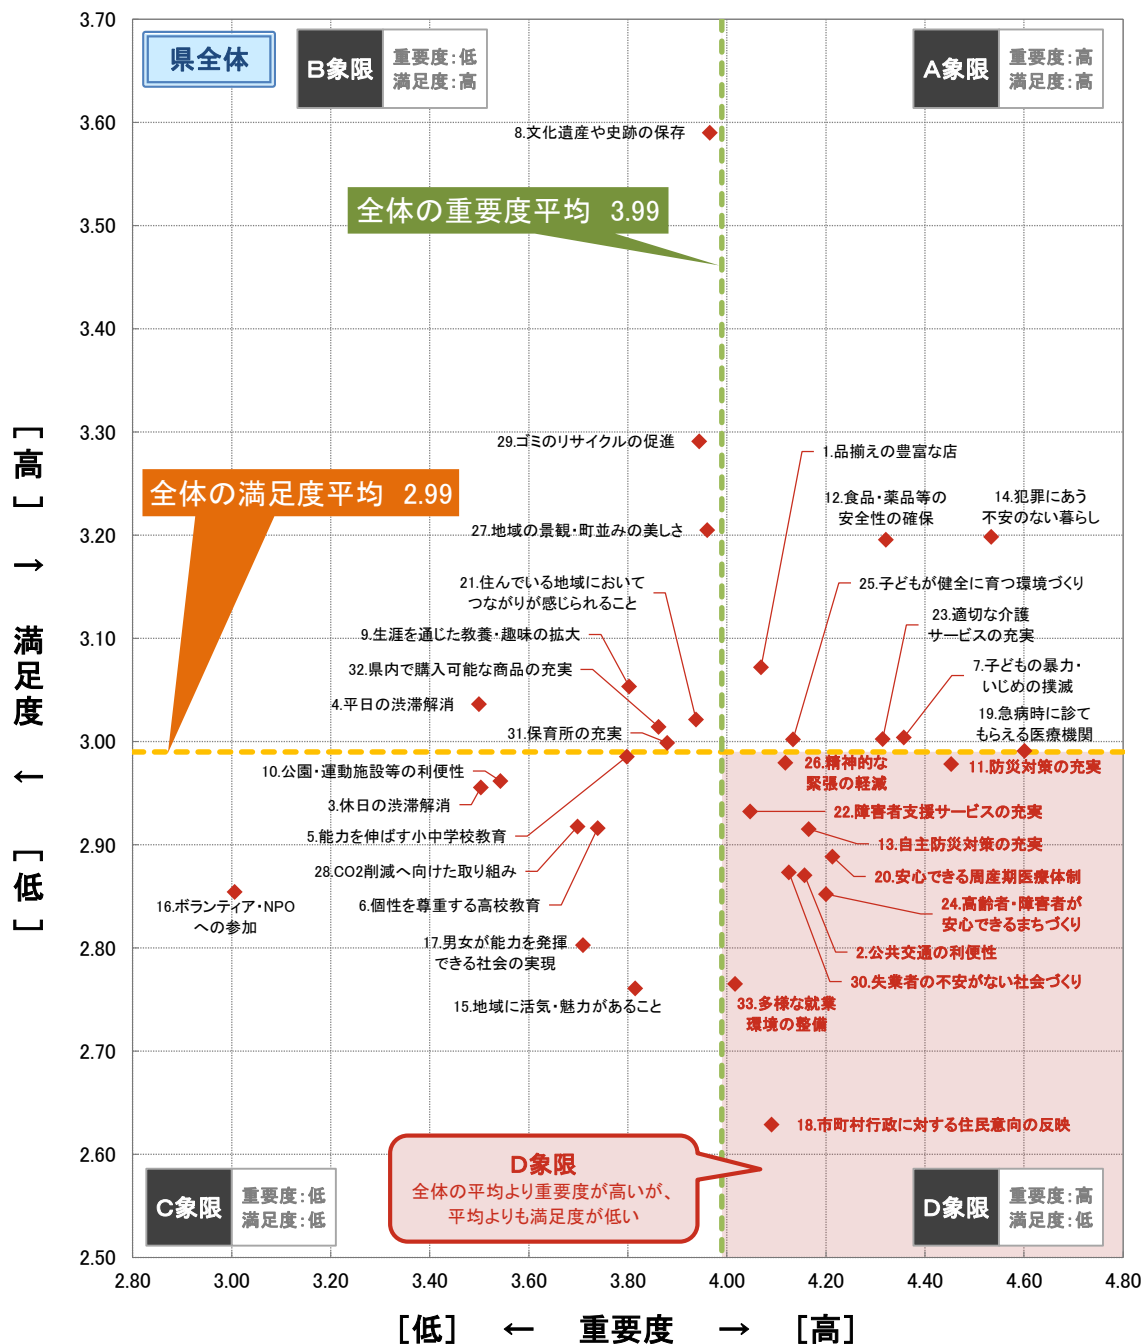 県全体
B象限
重要度:低
満足度:高
A象限
重要度:高
満足度:高
8.文化遺産や史跡の保存
全体の重要度平均 3.99
29.ゴミのリサイクルの促進
1.品揃えの豊富な店
全体の満足度平均 2.99
12.食品・薬品等の
安全性の確保
14.犯罪にあう
不安のない暮らし
27.地域の景観・町並みの美しさ
21.住んでいる地域において
つながりが感じられること
25.子どもが健全に育つ環境づくり
23.適切な介護
サービスの充実
9.生涯を通じた教養・趣味の拡大
32.県内で購入可能な商品の充実
7.子どもの暴力・
いじめの撲滅
4.平日の渋滞解消
19.急病時に診て
もらえる医療機関
31.保育所の充実
26.精神的な
緊張の軽減
11.防災対策の充実
10.公園・運動施設等の利便性
3.休日の渋滞解消
22.障害者支援サービスの充実
5.能力を伸ばす小中学校教育
13.自主防災対策の充実
28.CO2削減へ向けた取り組み
20.安心できる周産期医療体制
16.ボランティア・NPO
への参加
6.個性を尊重する高校教育
24.高齢者・障害者が
安心できるまちづくり
17.男女が能力を発揮
できる社会の実現
2.公共交通の利便性
30.失業者の不安がない社会づくり
15.地域に活気・魅力があること
33.多様な就業
環境の整備
18.市町村行政に対する住民意向の反映
D象限
全体の平均より重要度が高いが、
平均よりも満足度が低い
C象限
重要度:低
満足度:低
D象限
重要度:高
満足度:低
3.70
3.60
3.50
3.40
3.30
3.20
3.10
3.00
2.90
2.80
2.70
2.60
2.50
2.80 3.00 3.20 3.40 3.60 3.80 4.00 4.20 4.40 4.60 4.80
[高] → 満足度 ← [低]
[低] ← 重要度 → [高]